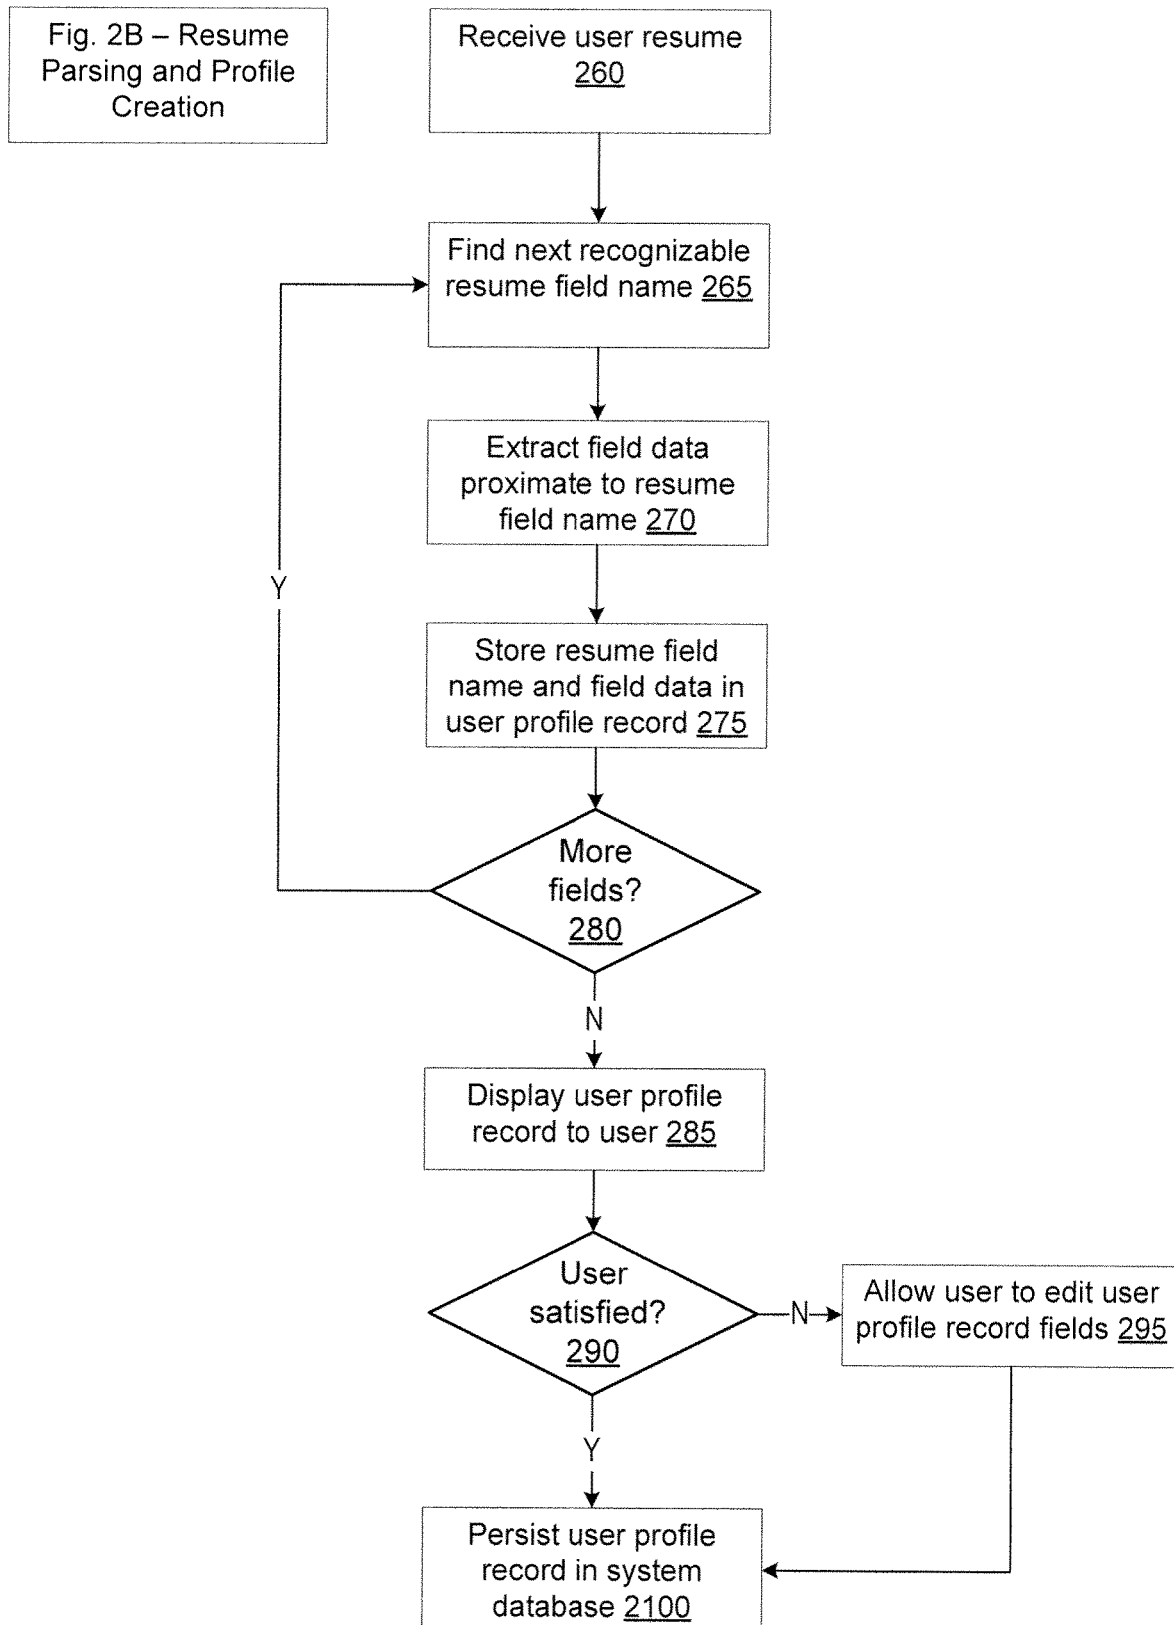 Fig. 2B – Resume
Parsing and Profile
Creation
Receive user resume
260
Find next recognizable
resume field name 265
Extract field data
proximate to resume
field name 270
Y
Store resume field
name and field data in
user profile record 275
More
fields?
280
N
Display user profile
record to user 285
User
satisfied?
290
N
Allow user to edit user
profile record fields 295
Y
Persist user profile
record in system
database 2100